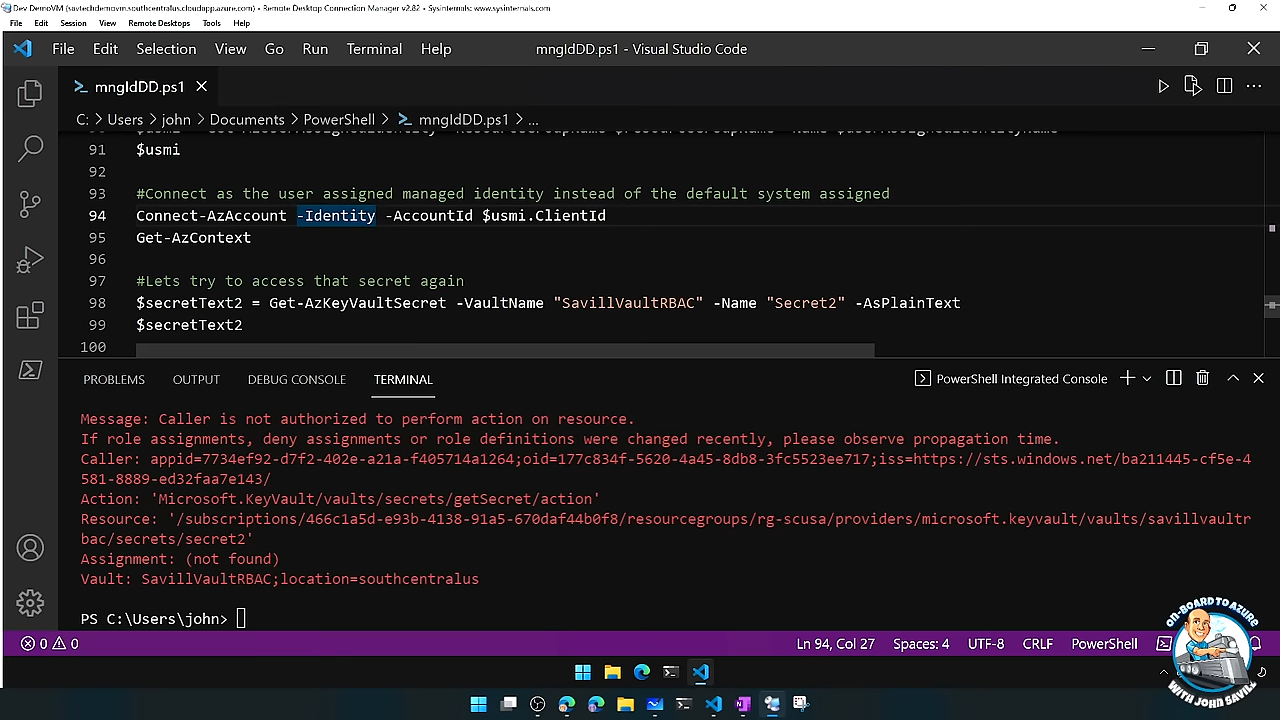 Dev DemoVM (savtechdemovm.southcentralus.cloudapp.azure.com) - Remote Desktop Connection Manager v2.82 - Sysinternals: www.sysinternals.com
File Edit Session View Remote Desktops Tools Help
File Edit Selection View Go Run Terminal Help mngIdDD.ps1 - Visual Studio Code
mngIdDD.ps1
C: > Users > john > Documents > PowerShell > mngIdDD.ps1 > ...
91 $usmi
92
93 #Connect as the user assigned managed identity instead of the default system assigned
94 Connect-AzAccount -Identity -AccountId $usmi.ClientId
95 Get-AzContext
96
97 #Lets try to access that secret again
98 $secretText2 = Get-AzKeyVaultSecret -VaultName "SavillVaultRBAC" -Name "Secret2" -AsPlainText
99 $secretText2
100
PROBLEMS OUTPUT DEBUG CONSOLE TERMINAL PowerShell Integrated Console
Message: Caller is not authorized to perform action on resource.
If role assignments, deny assignments or role definitions were changed recently, please observe propagation time.
Caller: appid=7734ef92-d7f2-402e-a21a-f405714a1264;oid=177c834f-5620-4a45-8db8-3fc5523ee717;iss=https://sts.windows.net/ba211445-cf5e-4
581-8889-ed32faa7e143/
Action: 'Microsoft.KeyVault/vaults/secrets/getSecret/action'
Resource: '/subscriptions/466c1a5d-e93b-4138-91a5-670daf44b0f8/resourcegroups/rg-scusa/providers/microsoft.keyvault/vaults/savillvaultr
bac/secrets/secret2'
Assignment: (not found)
Vault: SavillVaultRBAC;location=southcentralus
PS C:\Users\john>
0 0 Ln 94, Col 27 Spaces: 4 UTF-8 CRLF PowerShell
ON-BOARD TO AZURE
WITH JOHN SAVILL